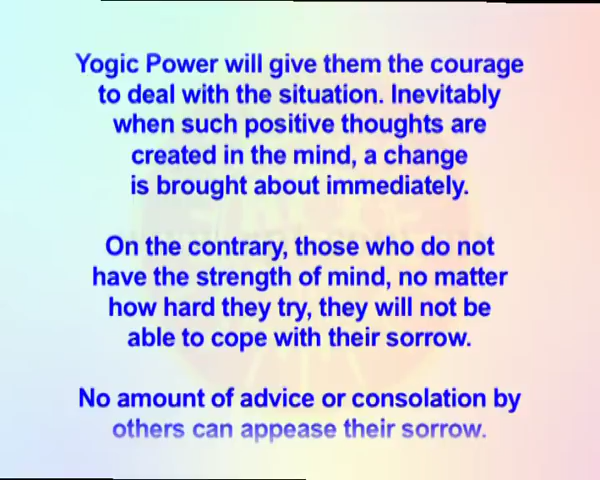 Yogic Power will give them the courage
to deal with the situation. Inevitably
when such positive thoughts are
created in the mind, a change
is brought about immediately.
On the contrary, those who do not
have the strength of mind, no matter
how hard they try, they will not be
able to cope with their sorrow.
No amount of advice or consolation by
others can appease their sorrow.